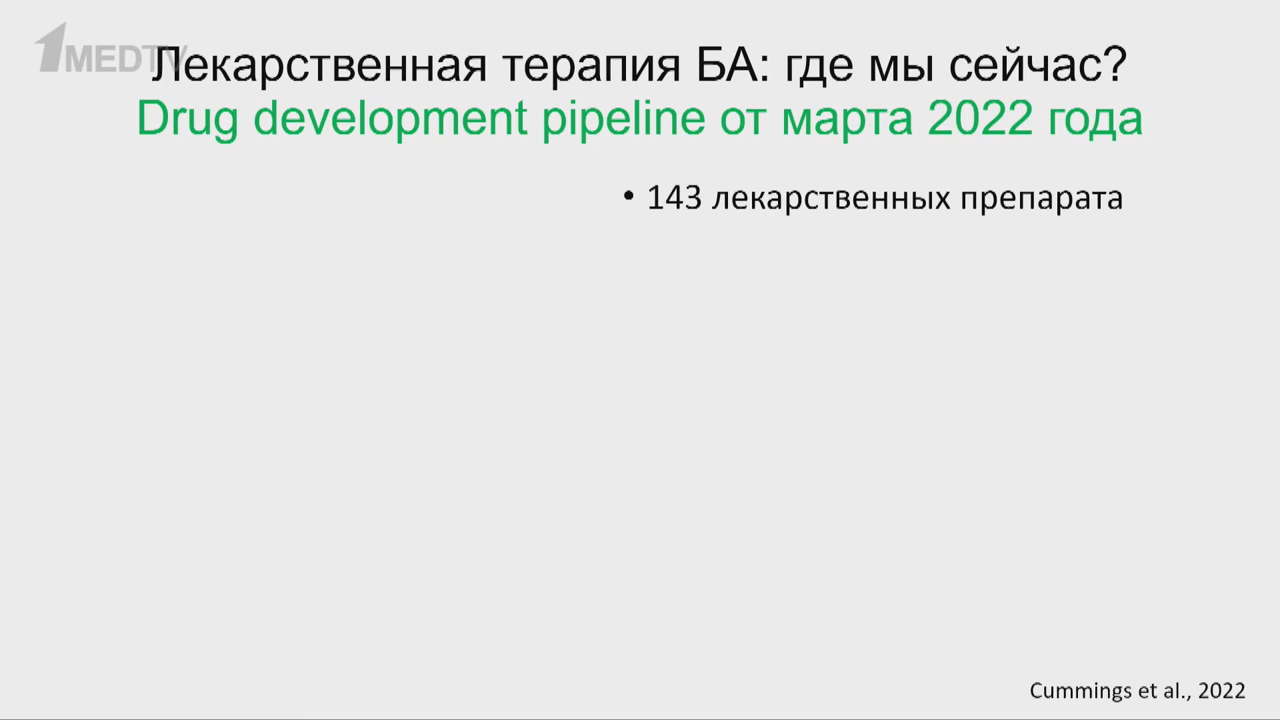 1MEDTV
Лекарственная терапия БА: где мы сейчас?
Drug development pipeline от марта 2022 года
• 143 лекарственных препарата
Cummings et al., 2022